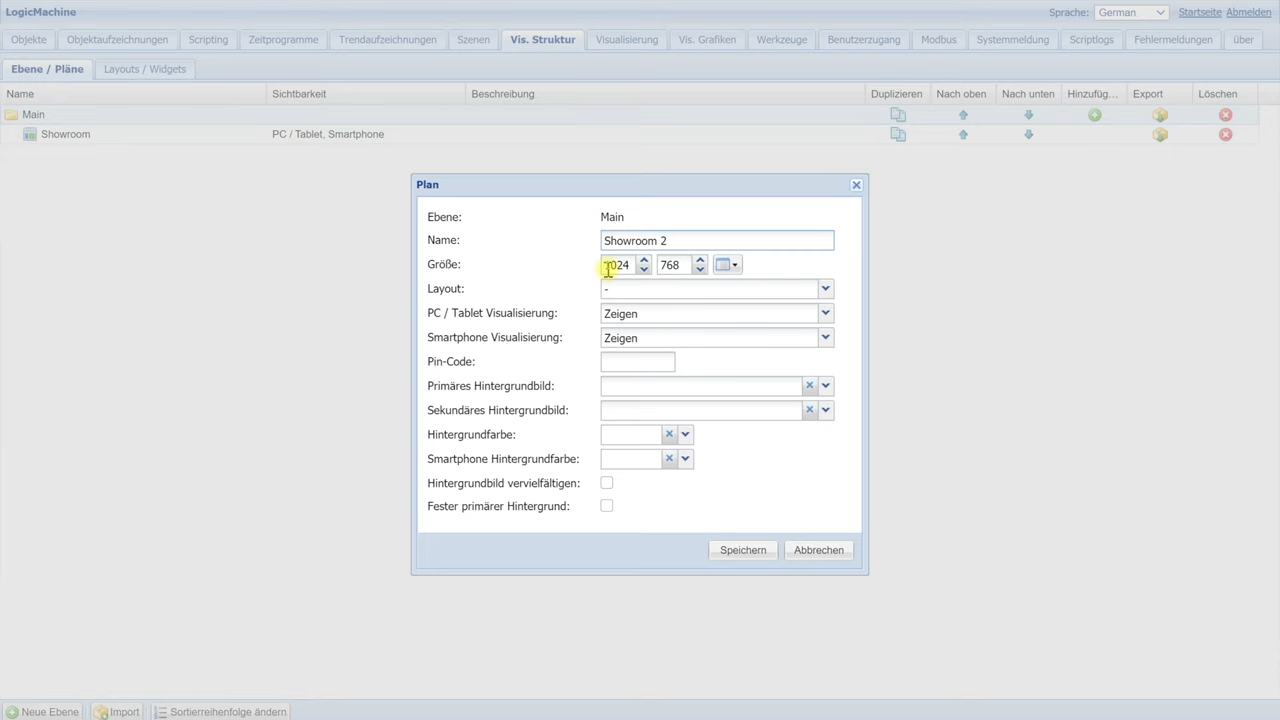 LogicMachine
Sprache: German Startseite Abmelden
Objekte Objektaufzeichnungen Scripting Zeitprogramme Trendaufzeichnungen Szenen Vis. Struktur Visualisierung Vis. Grafiken Werkzeuge Benutzerzugang Modbus Systemmeldung Scriptlogs Fehlermeldungen über
Ebene / Pläne Layouts / Widgets
Name Sichtbarkeit Beschreibung Duplizieren Nach oben Nach unten Hinzufüg... Export Löschen
Main
Showroom PC / Tablet, Smartphone
Plan
Ebene: Main
Name: Showroom 2
Größe: 1024 768
Layout: -
PC / Tablet Visualisierung: Zeigen
Smartphone Visualisierung: Zeigen
Pin-Code:
Primäres Hintergrundbild:
Sekundäres Hintergrundbild:
Hintergrundfarbe:
Smartphone Hintergrundfarbe:
Hintergrundbild vervielfältigen:
Fester primärer Hintergrund:
Speichern Abbrechen
Neue Ebene Import Sortierreihenfolge ändern